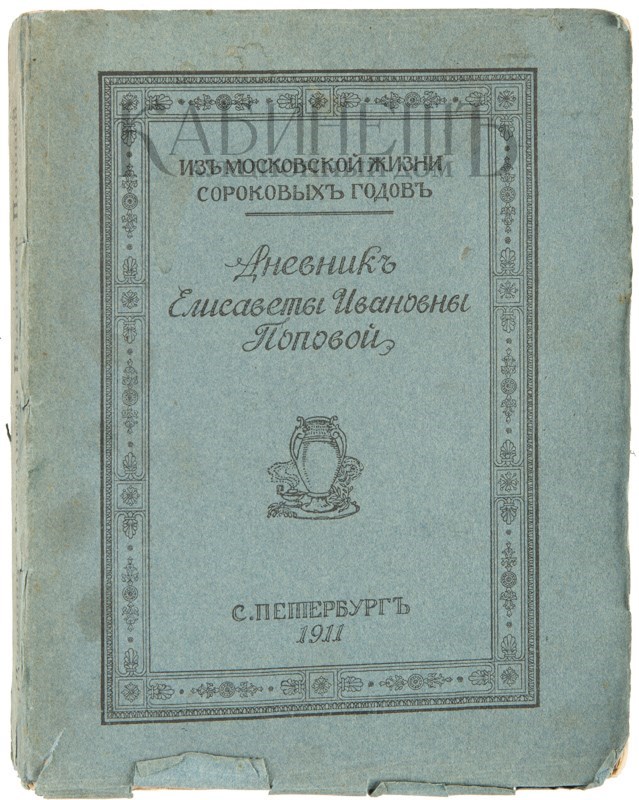 КАБИНЕТЪ
ИЗЪ МОСКОВСКОЙ ЖИЗНИ
СОРОКОВЫХЪ ГОДОВЪ
Дневникъ
Елисаветы Ивановны
Поповой
С. ПЕТЕРБУРГЪ
1911